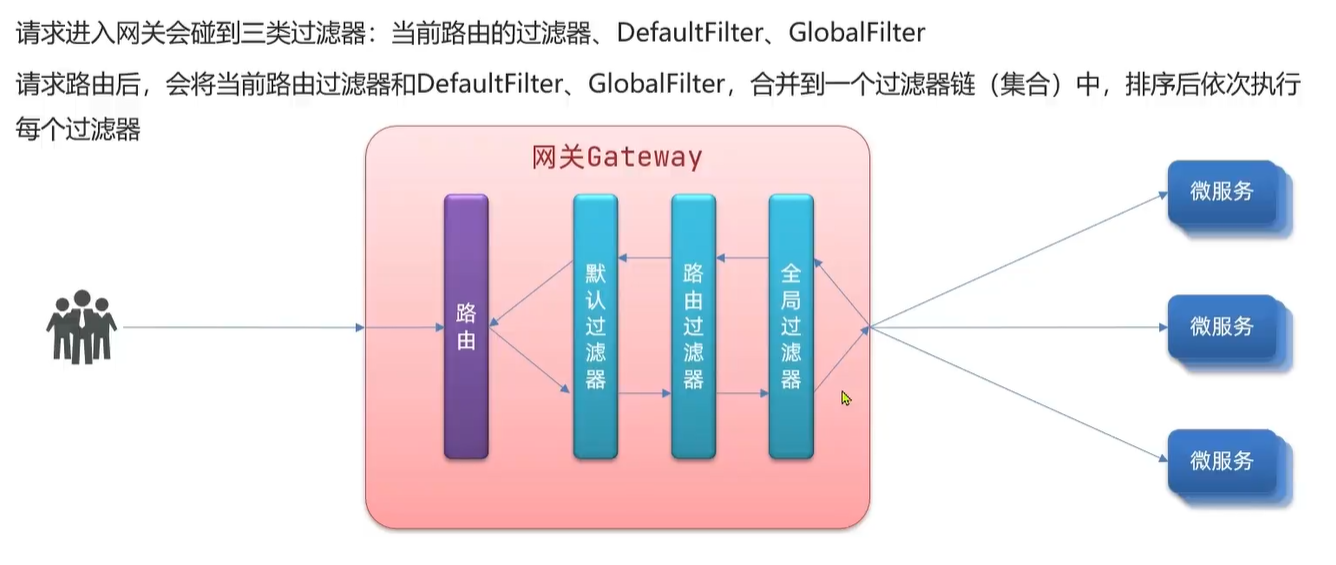 请求进入网关会碰到三类过滤器：当前路由的过滤器、DefaultFilter、GlobalFilter
请求路由后，会将当前路由过滤器和DefaultFilter、GlobalFilter，合并到一个过滤器链（集合）中，排序后依次执行
每个过滤器
网关Gateway
路由
默认过滤器
路由过滤器
全局过滤器
微服务
微服务
微服务